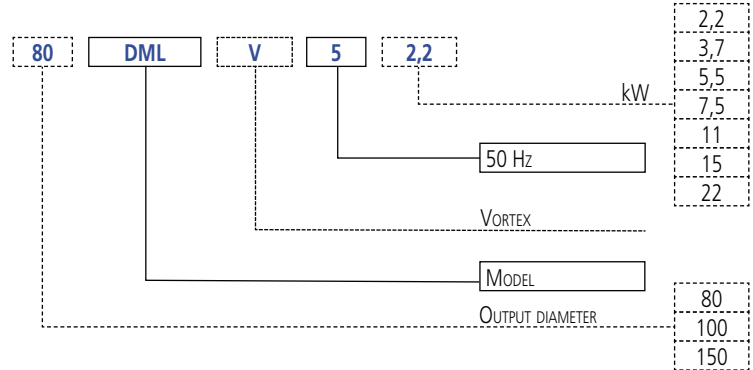 2,2
3,7
80 DML V 5 2,2
5,5
kW
7,5
11
50 Hz
15
22
Vortex
Model
80
Output diameter
100
150